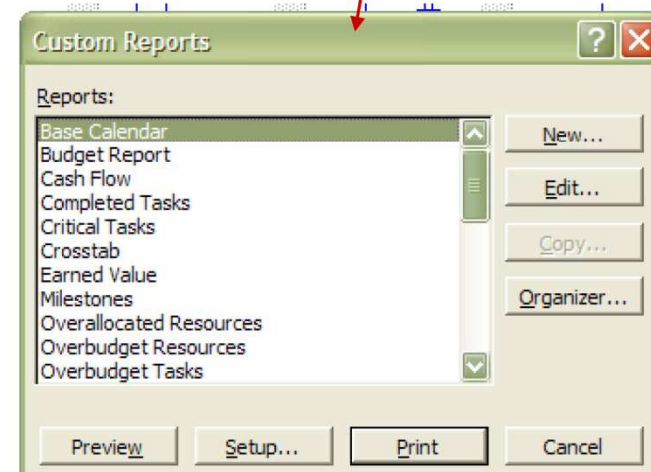 Custom Reports
?
X
Reports:
Base Calendar
Budget Report
Cash Flow
Completed Tasks
Critical Tasks
Crosstab
Earned Value
Milestones
Overallocated Resources
Overbudget Resources
Overbudget Tasks
New...
Edit...
Copy...
Organizer...
Preview
Setup...
Print
Cancel